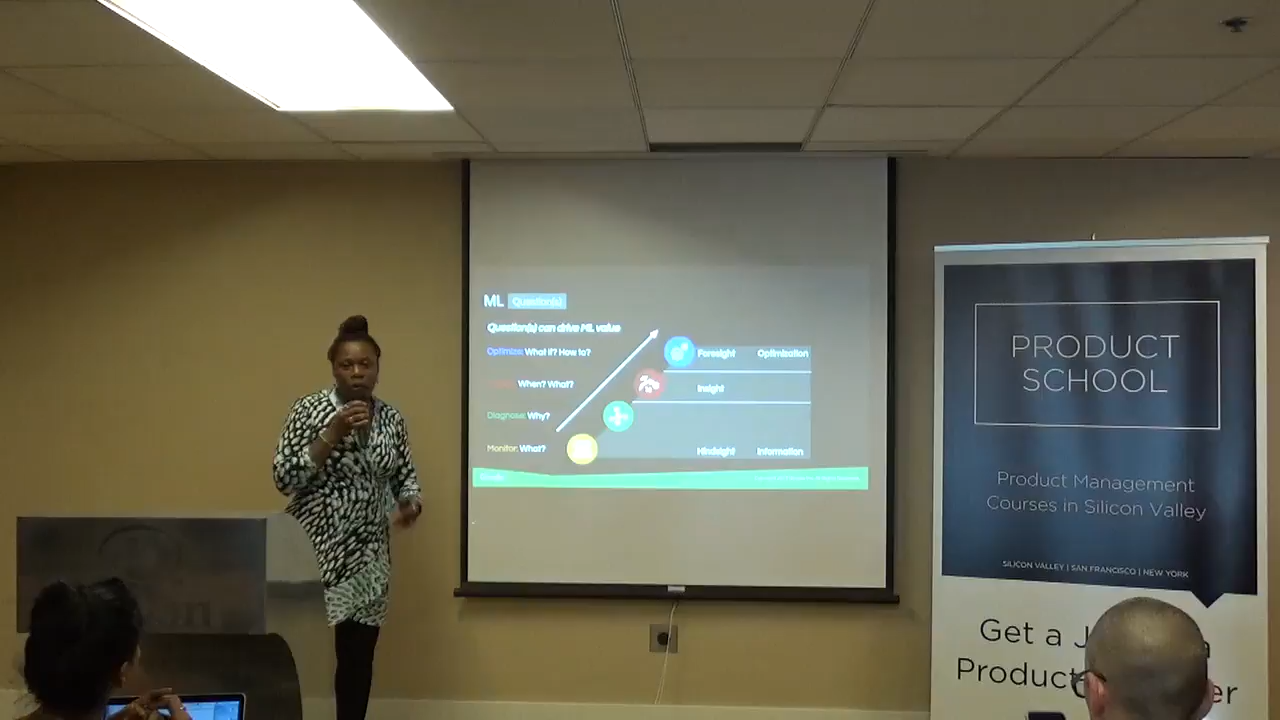 ML Question(s)
Question(s) can drive ML value
Optimize: What if? How to?
When? What?
Diagnose: Why?
Monitor: What?
Foresight Optimization
Insight
Hindsight Information
PRODUCT
SCHOOL
Product Management
Courses in Silicon Valley
SILICON VALLEY | SAN FRANCISCO | NEW YORK
Get a
Product